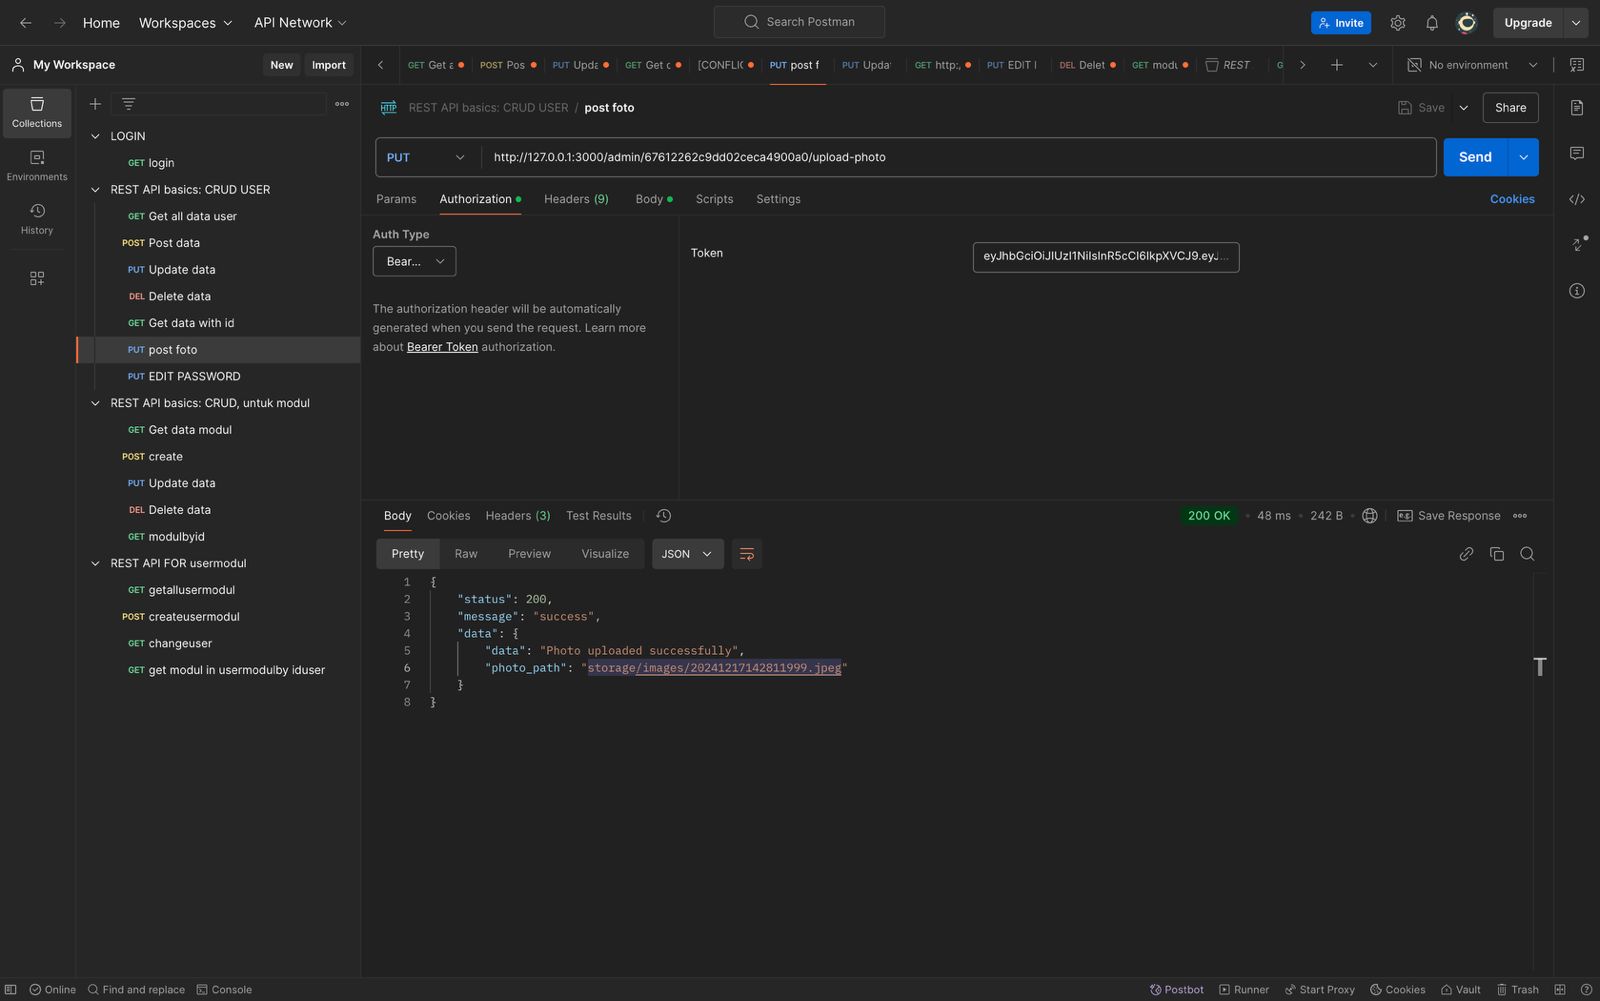 Home
Workspaces
API Network
Search Postman
Invite
Upgrade
My Workspace
New
Import
GET Get a
POST Pos
PUT Upda
GET Get c
[CONFLIC
PUT post f
PUT Updat
GET http:,
PUT EDIT I
DEL Delet
GET modu
REST
G
No environment
Collections
Environments
History
LOGIN
GET login
REST API basics: CRUD USER
GET Get all data user
POST Post data
PUT Update data
DEL Delete data
GET Get data with id
PUT post foto
PUT EDIT PASSWORD
REST API basics: CRUD, untuk modul
GET Get data modul
POST create
PUT Update data
DEL Delete data
GET modulbyid
REST API FOR usermodul
GET getallusermodul
POST createusermodul
GET changeuser
GET get modul in usermodulby iduser
HTTP REST API basics: CRUD USER / post foto
Save
Share
PUT http://127.0.0.1:3000/admin/67612262c9dd02ceca4900a0/upload-photo
Send
Params Authorization Headers (9) Body Scripts Settings
Cookies
Auth Type
Bear...
The authorization header will be automatically
generated when you send the request. Learn more
about Bearer Token authorization.
Token
eyJhbGciOiJIUzI1NiIsInR5cCI6IkpXVCJ9.eyJ...
Body Cookies Headers (3) Test Results
200 OK • 48 ms • 242 B
e.g. Save Response
Pretty Raw Preview Visualize JSON
1 {
2 "status": 200,
3 "message": "success",
4 "data": {
5 "data": "Photo uploaded successfully",
6 "photo_path": "storage/images/20241217142811999.jpeg"
7 }
8 }
Online
Find and replace
Console
Postbot
Runner
Start Proxy
Cookies
Vault
Trash